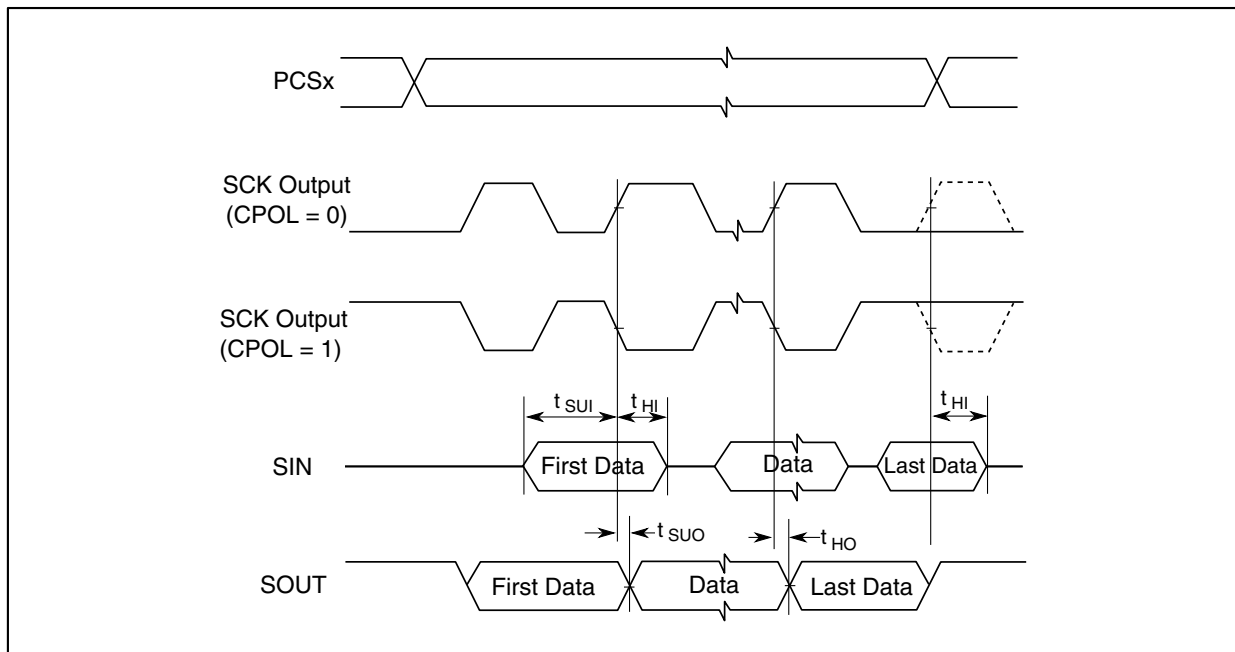 PCSx
SCK Output
(CPOL = 0)
SCK Output
(CPOL = 1)
t SUI
t HI
t HI
SIN
First Data
Data
Last Data
t SUO
t HO
SOUT
First Data
Data
Last Data